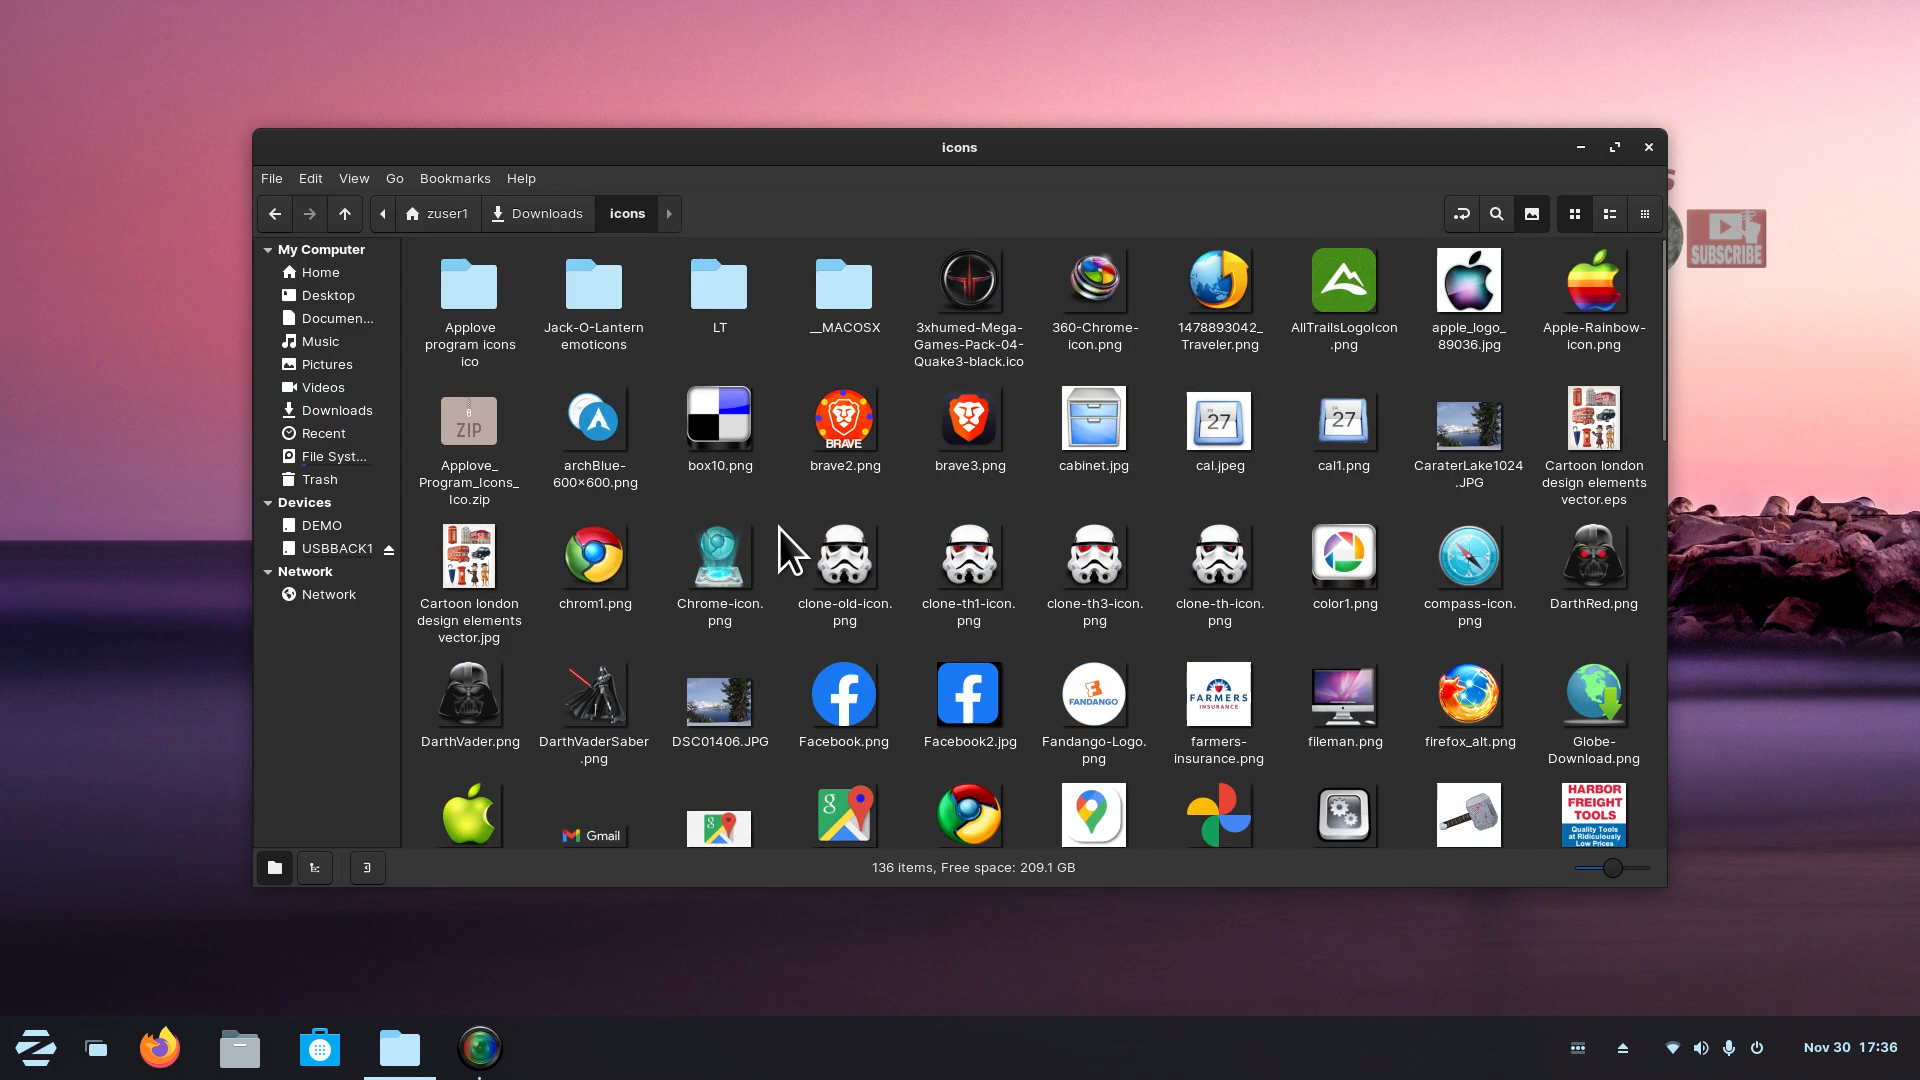 icons
File Edit View Go Bookmarks Help
zuser1 Downloads icons
My Computer
Home
Desktop
Documen...
Music
Pictures
Videos
Downloads
Recent
File Syst...
Trash
Devices
DEMO
USBBACK1
Network
Network
Applove
program icons
ico
Jack-O-Lantern
emoticons
LT
__MACOSX
3xhumed-Mega-
Games-Pack-04-
Quake3-black.ico
360-Chrome-
icon.png
1478893042_
Traveler.png
AllTrailsLogoIcon
.png
apple_logo_
89036.jpg
Apple-Rainbow-
icon.png
ZIP
Applove_
Program_Icons_
Ico.zip
archBlue-
600×600.png
box10.png
BRAVE
brave2.png
brave3.png
cabinet.jpg
27
cal.jpeg
27
cal1.png
CaraterLake1024
.JPG
Cartoon london
design elements
vector.eps
Cartoon london
design elements
vector.jpg
chrom1.png
Chrome-icon.
png
clone-old-icon.
png
clone-th1-icon.
png
clone-th3-icon.
png
clone-th-icon.
png
color1.png
compass-icon.
png
DarthRed.png
DarthVader.png
DarthVaderSaber
.png
DSC01406.JPG
Facebook.png
Facebook2.jpg
FANDANGO
Fandango-Logo.
png
FARMERS
INSURANCE
farmers-
insurance.png
fileman.png
firefox_alt.png
Globe-
Download.png
Gmail
g
g
HARBOR
FREIGHT
TOOLS
Quality Tools
at Ridiculously
Low Prices
136 items, Free space: 209.1 GB
SUBSCRIBE
Nov 30 17:36